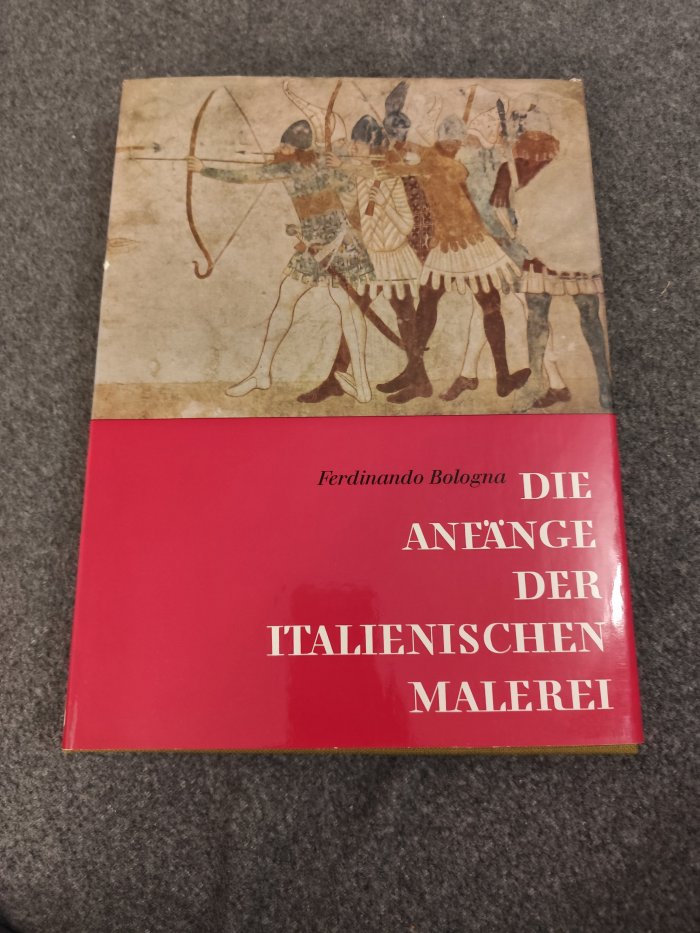 Ferdinando Bologna DIE
ANFÄNGE
DER
ITALIENISCHEN
MALEREI